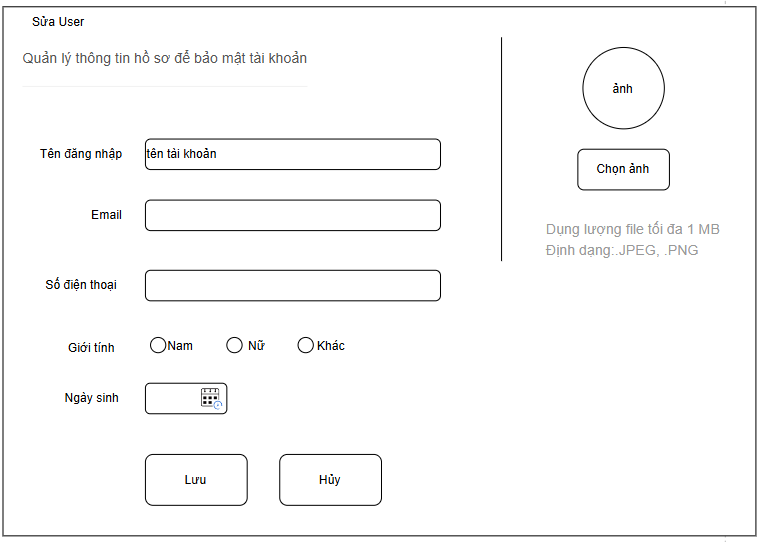 Sửa User
Quản lý thông tin hồ sơ để bảo mật tài khoản
Tên đăng nhập
tên tài khoản
Email
Số điện thoại
Giới tính
Nam
Nữ
Khác
Ngày sinh
Lưu
Hủy
ảnh
Chọn ảnh
Dụng lượng file tối đa 1 MB
Định dạng:.JPEG, .PNG